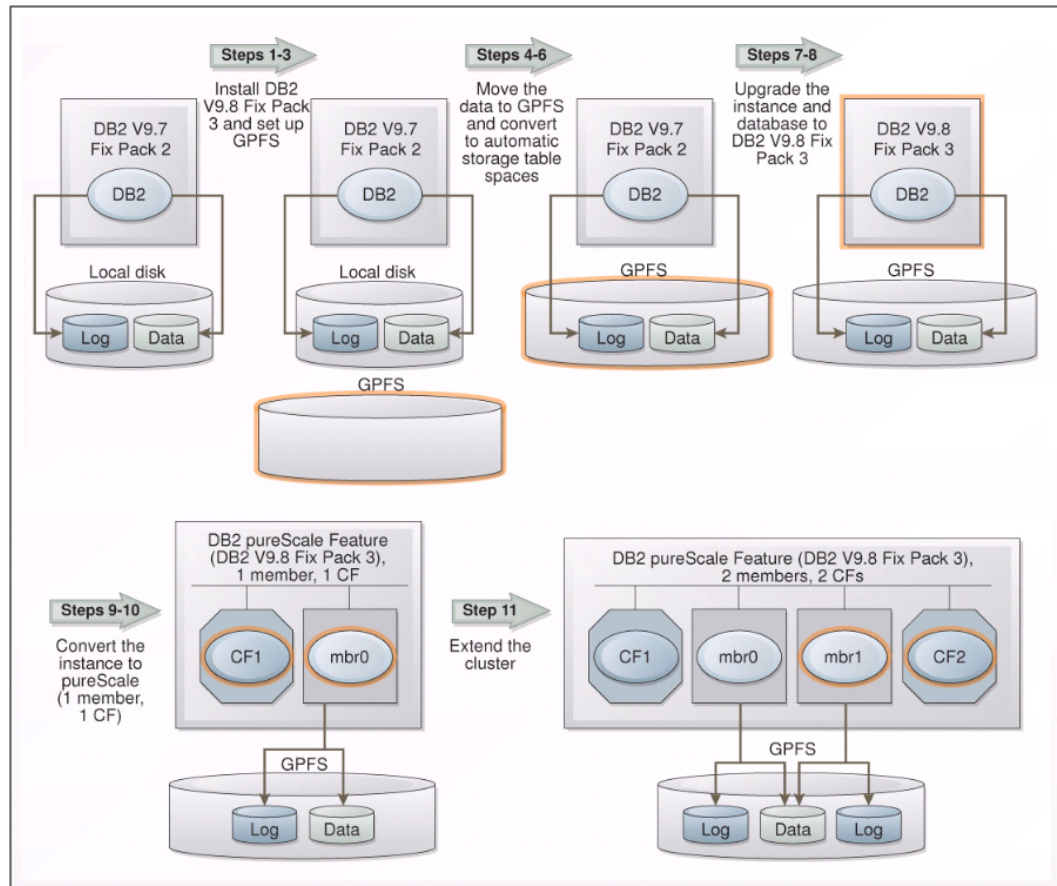 Steps 1-3
Install DB2
V9.8 Fix Pack
3 and set up
GPFS
Steps 4-6
Move the
data to GPFS
and convert
to automatic
storage table
spaces
Steps 7-8
Upgrade the
instance and
database to
DB2 V9.8 Fix
Pack 3
DB2 V9.7
Fix Pack 2
DB2
Local disk
Log
Data
DB2 V9.7
Fix Pack 2
DB2
Local disk
Log
Data
GPFS
DB2 V9.7
Fix Pack 2
DB2
GPFS
Log
Data
DB2 V9.8
Fix Pack 3
DB2
GPFS
Log
Data
Steps 9-10
Convert the
instance to
pureScale
(1 member,
1 CF)
DB2 pureScale Feature
(DB2 V9.8 Fix Pack 3),
1 member, 1 CF
CF1
mbr0
GPFS
Log
Data
Step 11
Extend the
cluster
DB2 pureScale Feature (DB2 V9.8 Fix Pack 3),
2 members, 2 CFs
CF1
mbr0
mbr1
CF2
GPFS
Log
Data
Log